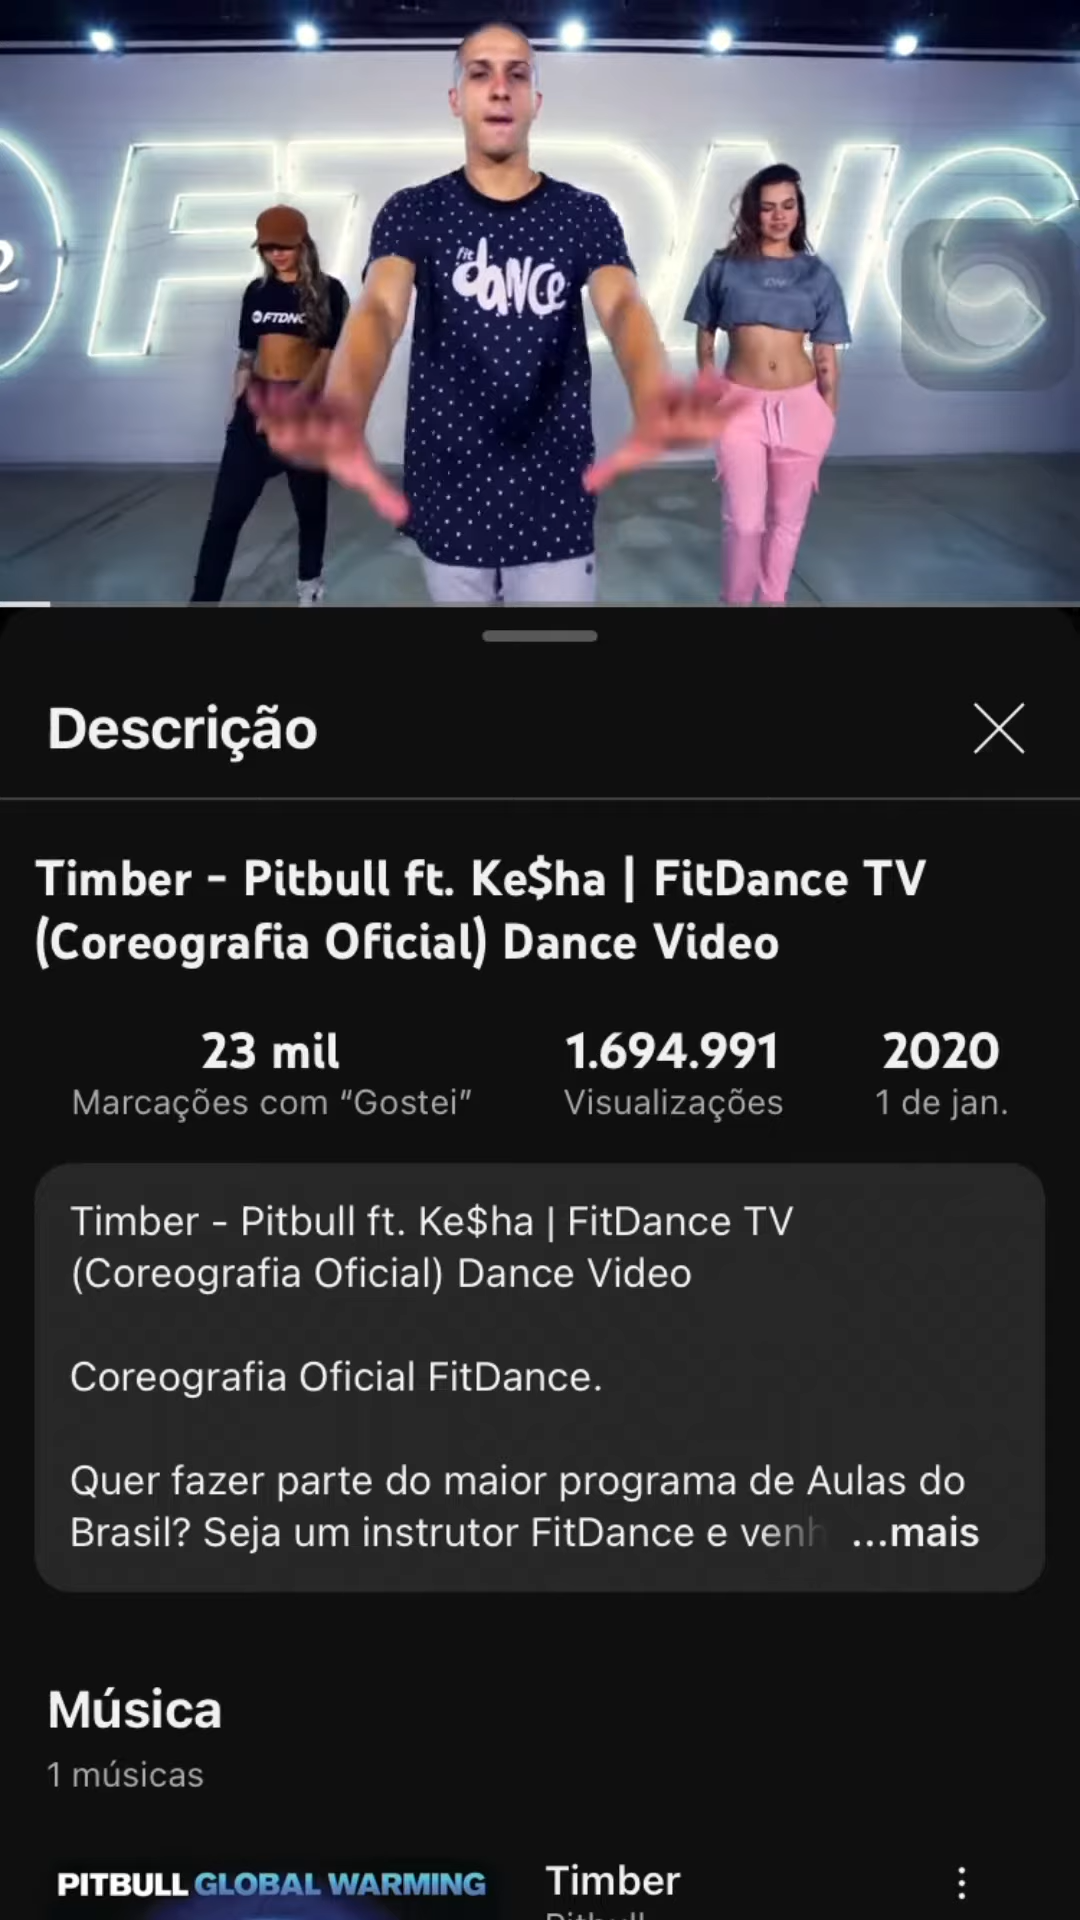 FTDNC
FTDNC
fit
dANCE
Descrição
Timber - Pitbull ft. Ke$ha | FitDance TV
(Coreografia Oficial) Dance Video
23 mil
Marcações com “Gostei”
1.694.991
Visualizações
2020
1 de jan.
Timber - Pitbull ft. Ke$ha | FitDance TV
(Coreografia Oficial) Dance Video
Coreografia Oficial FitDance.
Quer fazer parte do maior programa de Aulas do
Brasil? Seja um instrutor FitDance e venh ...mais
Música
1 músicas
PITBULL GLOBAL WARMING
Timber
Pitbull